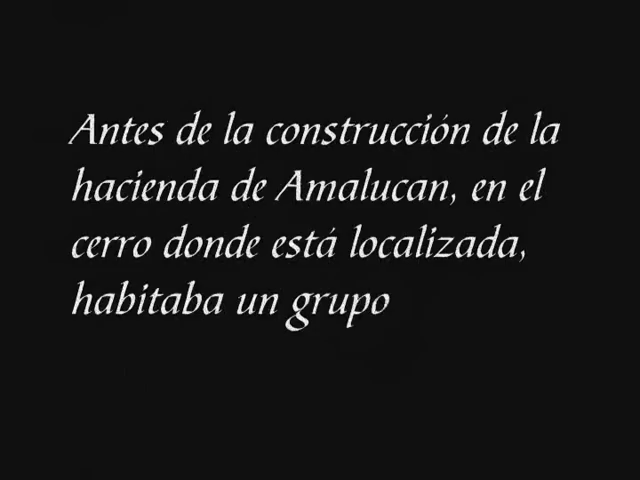 Antes de la construcción de la
hacienda de Amalucan, en el
cerro donde está localizada,
habitaba un grupo